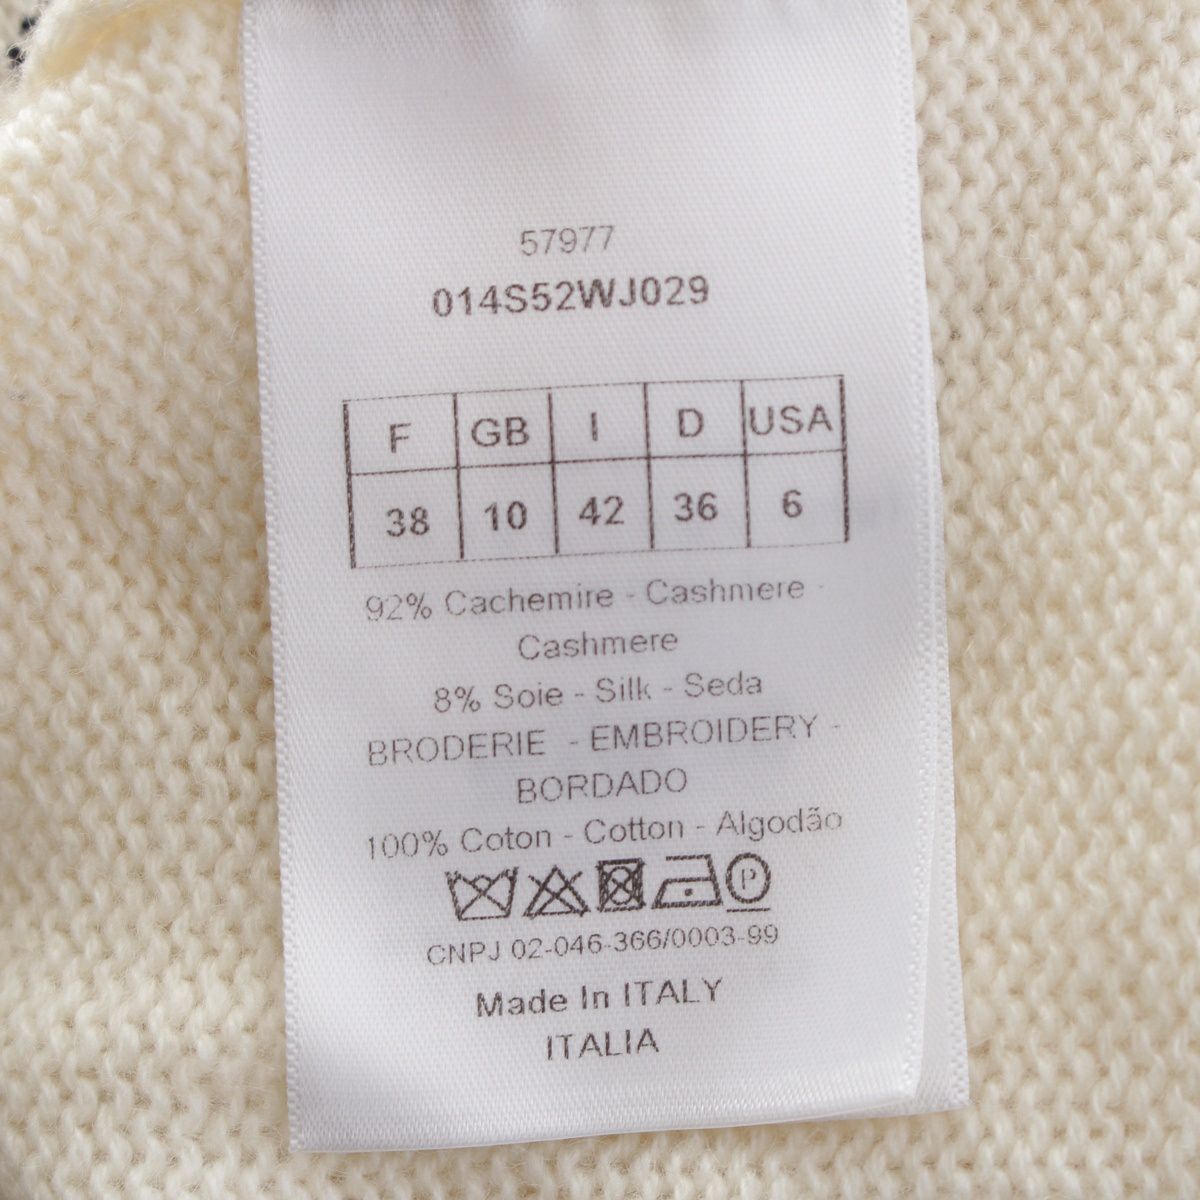 57977
014S52WJ029
F GB I D USA
38 10 42 36 6
92% Cachemire - Cashmere -
Cashmere
8% Soie - Silk - Seda
BRODERIE - EMBROIDERY -
BORDADO
100% Coton - Cotton - Algodão
P
CNPJ 02-046-366/0003-99
Made In ITALY
ITALIA